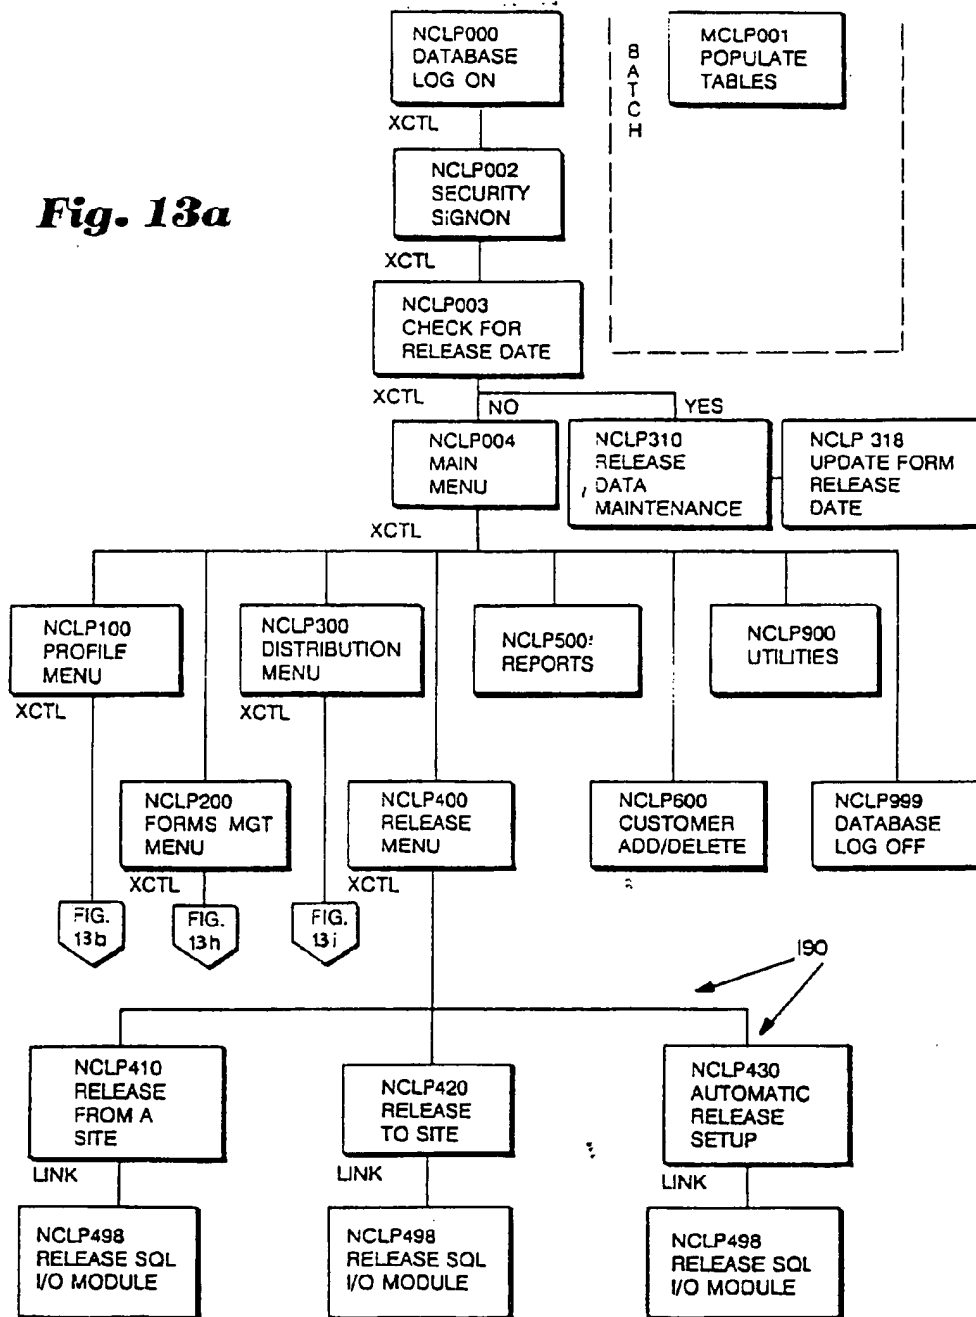 NCLP000
DATABASE
LOG ON
BATCH
MCLP001
POPULATE
TABLES
XCTL
Fig. 13a
NCLP002
SECURITY
SIGNON
XCTL
NCLP003
CHECK FOR
RELEASE DATE
XCTL
NO
YES
NCLP004
MAIN
MENU
NCLP310
RELEASE
DATA
MAINTENANCE
NCLP 318
UPDATE FORM
RELEASE
DATE
XCTL
NCLP100
PROFILE
MENU
NCLP300
DISTRIBUTION
MENU
NCLP500
REPORTS
NCLP900
UTILITIES
XCTL
XCTL
NCLP200
FORMS MGT
MENU
NCLP400
RELEASE
MENU
NCLP600
CUSTOMER
ADD/DELETE
NCLP999
DATABASE
LOG OFF
XCTL
XCTL
FIG.
13b
FIG.
13h
FIG.
13i
190
NCLP410
RELEASE
FROM A
SITE
NCLP420
RELEASE
TO SITE
NCLP430
AUTOMATIC
RELEASE
SETUP
LINK
LINK
LINK
NCLP498
RELEASE SQL
I/O MODULE
NCLP498
RELEASE SQL
I/O MODULE
NCLP498
RELEASE SQL
I/O MODULE